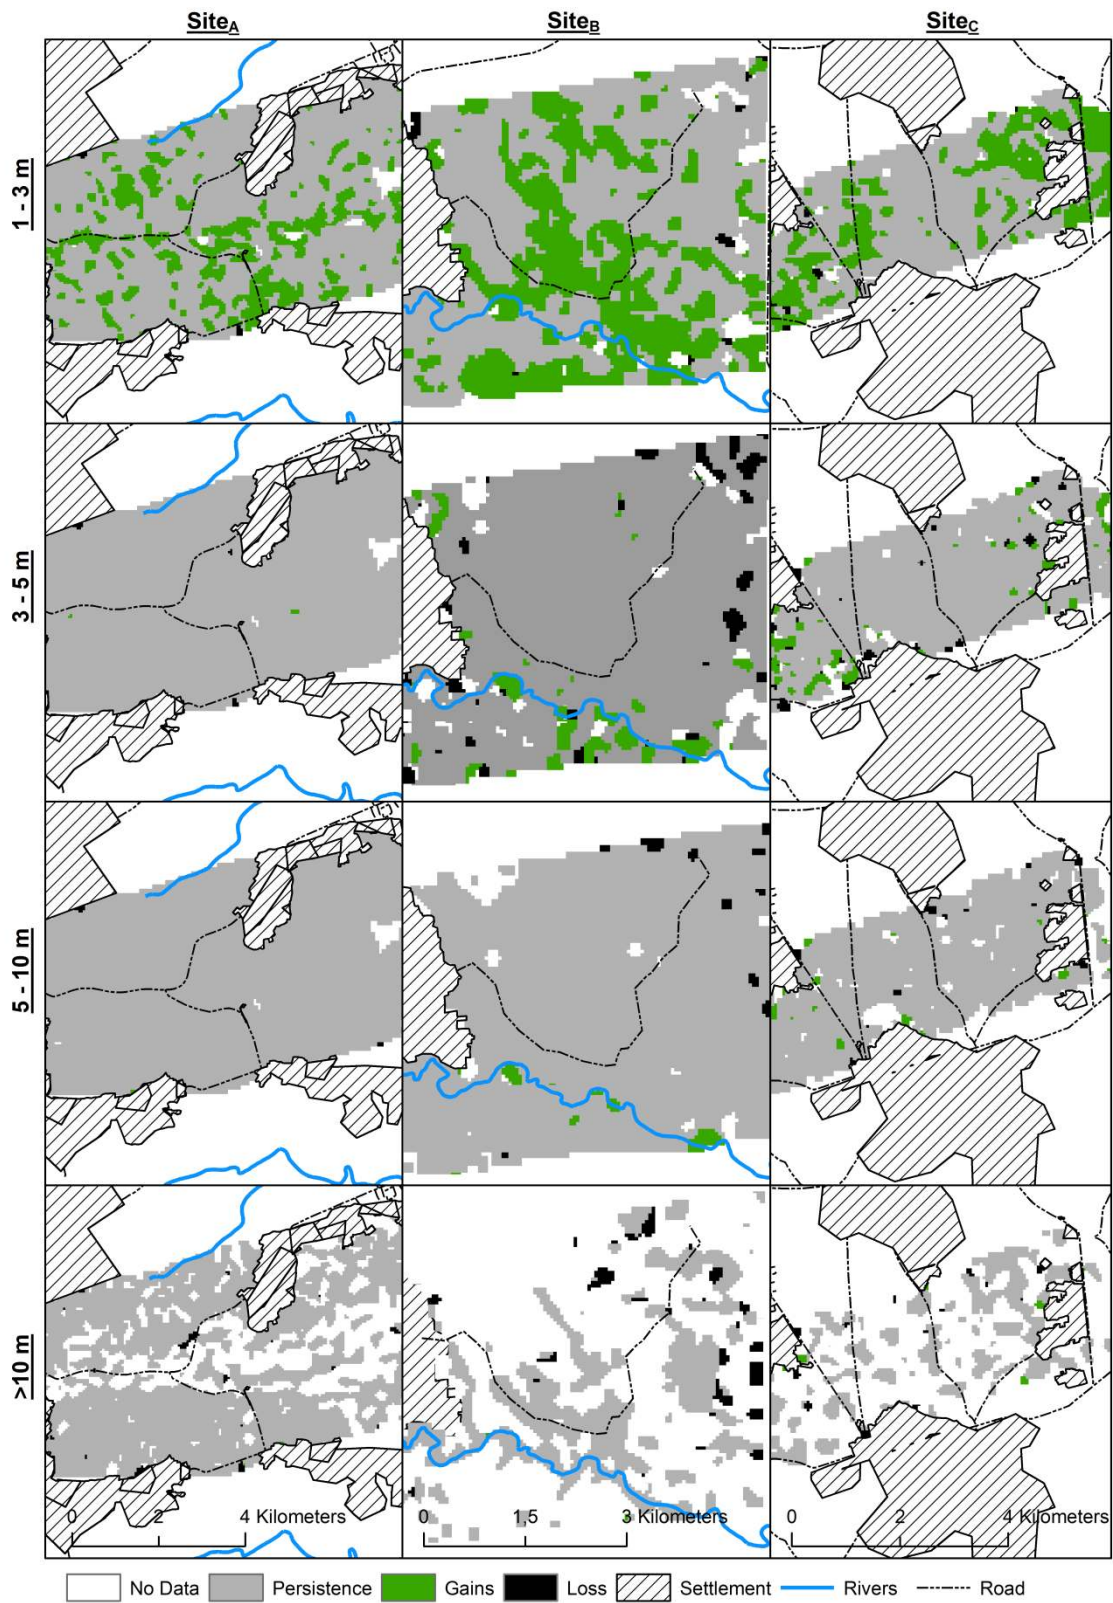 SiteA SiteB SiteC
1 - 3 m
3 - 5 m
5 - 10 m
>10 m
0 2 4 Kilometers 0 1.5 3 Kilometers 0 2 4 Kilometers
No Data Persistence Gains Loss Settlement Rivers Road